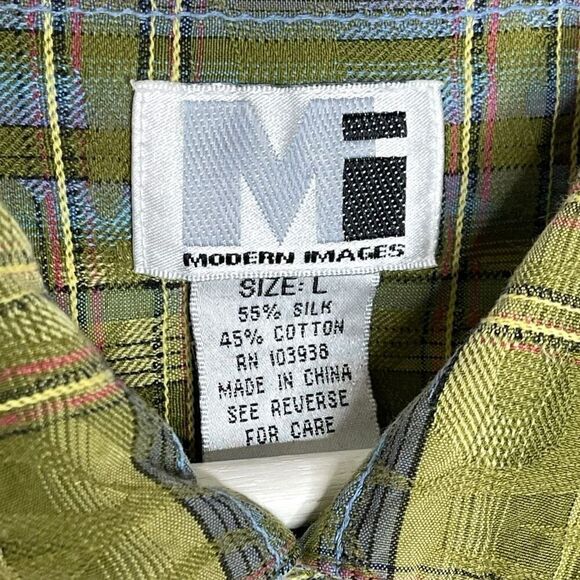 Mi
MODERN IMAGES
SIZE: L
55% SILK
45% COTTON
RN 103938
MADE IN CHINA
SEE REVERSE
FOR CARE